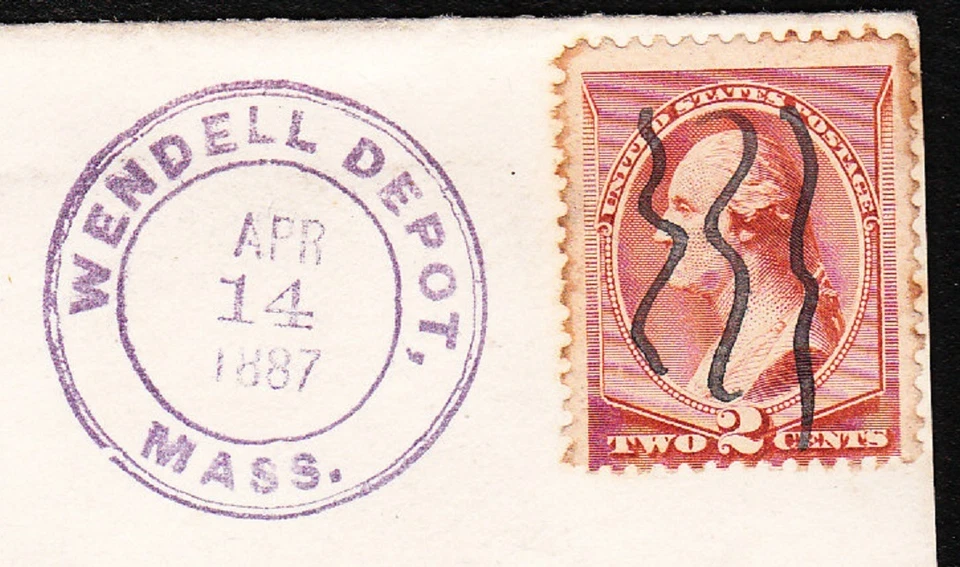 WENDELL DEPOT,
APR
14
1887
MASS.
UNITED STATES POSTAGE
TWO 2 CENTS